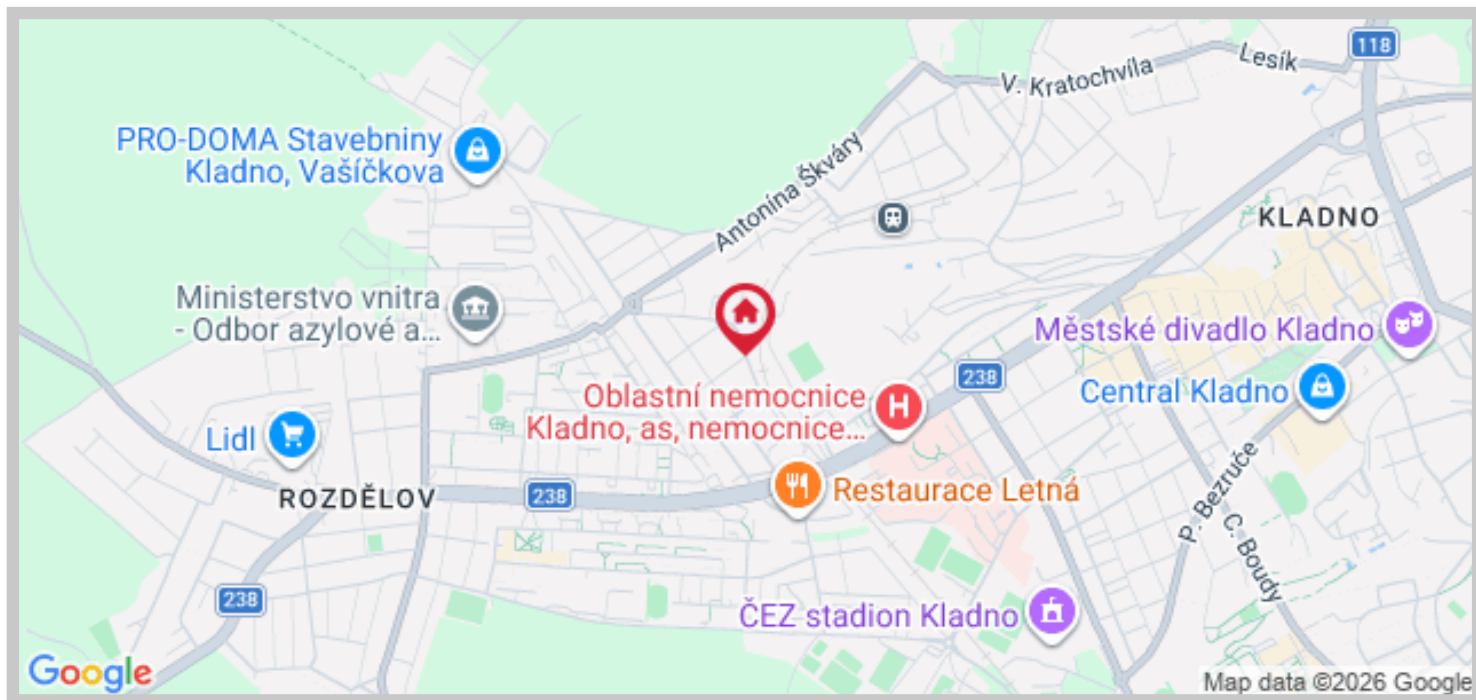 118
Lesík
V. Kratochvíla
PRO-DOMA Stavebniny
Kladno, Vašíčkova
Antonína Škváry
KLADNO
Ministerstvo vnitra
- Odbor azylové a...
Městské divadlo Kladno
238
Central Kladno
Oblastní nemocnice
Kladno, as, nemocnice...
H
Lidl
ROZDĚLOV
238
Restaurace Letná
P. Bezruče
C. Boudy
238
ČEZ stadion Kladno
Google
Map data ©2026 Google